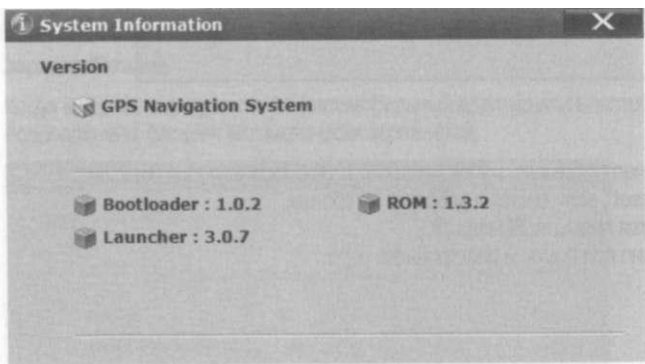 System Information
Version
GPS Navigation System
Bootloader : 1.0.2
ROM : 1.3.2
Launcher : 3.0.7